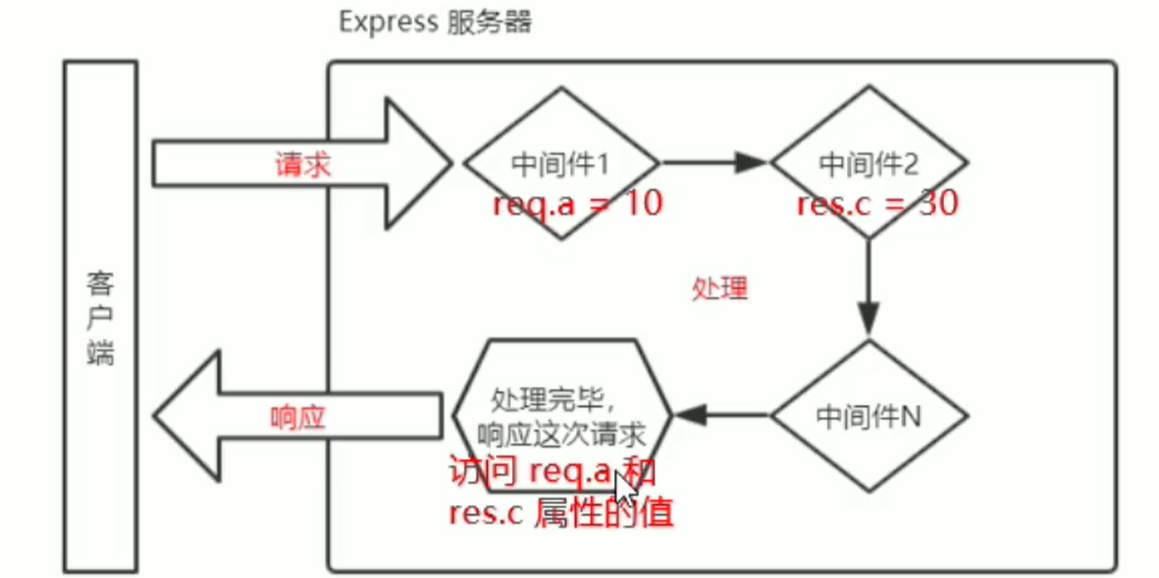 Express 服务器
请求
中间件1
req.a = 10
中间件2
res.c = 30
客户端
处理
响应
处理完毕，
响应这次请求
访问 req.a 和
res.c 属性的值
中间件N